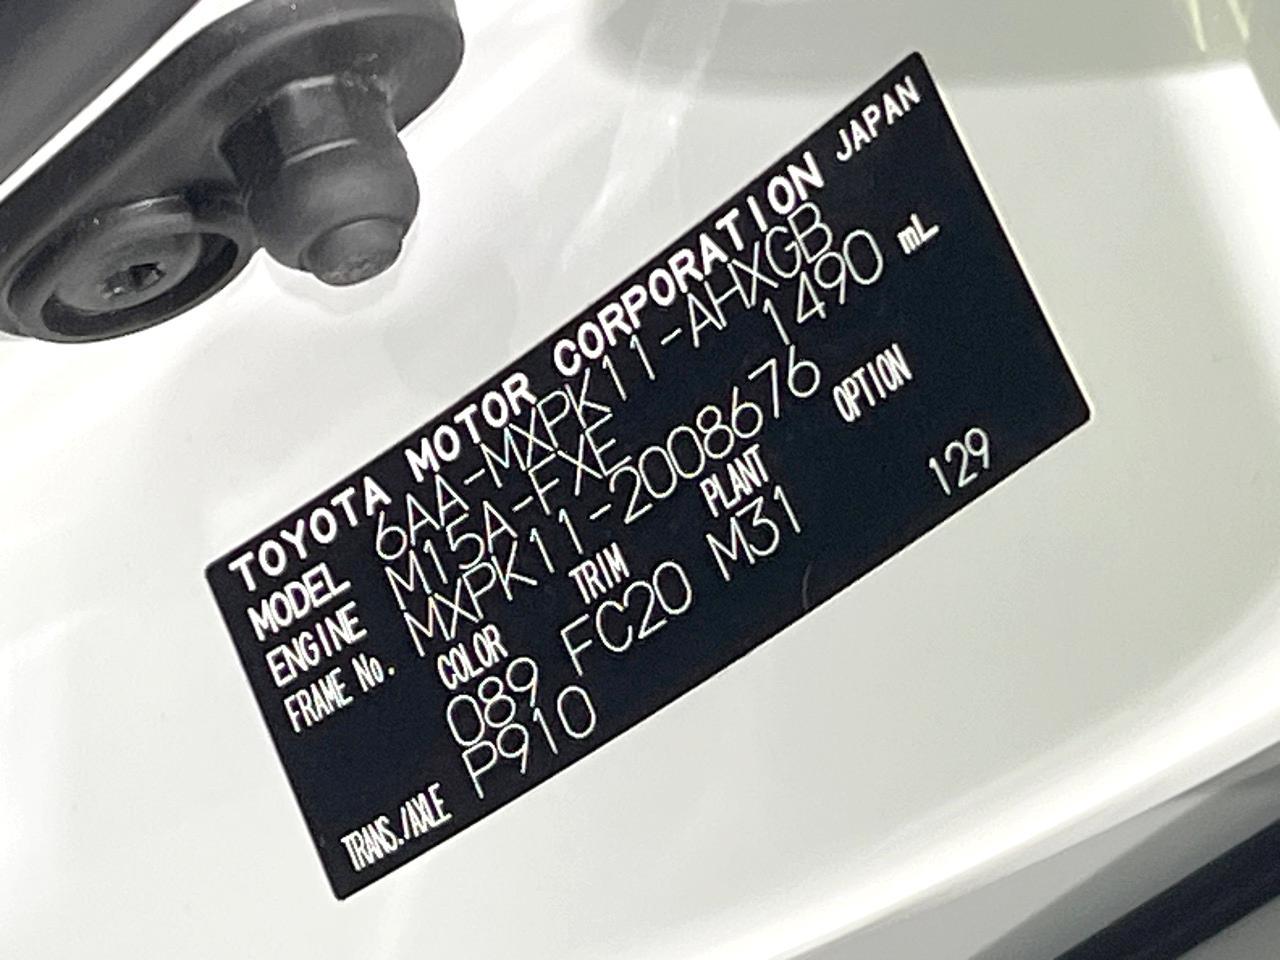 TOYOTA MOTOR CORPORATION JAPAN
MODEL 6AA-MXPK11-AHXGB
ENGINE M15A-FXE 1490 mL
FRAME No. MXPK11-2008676
COLOR TRIM PLANT OPTION
089 FC20 M31 129
TRANS./AXLE P910